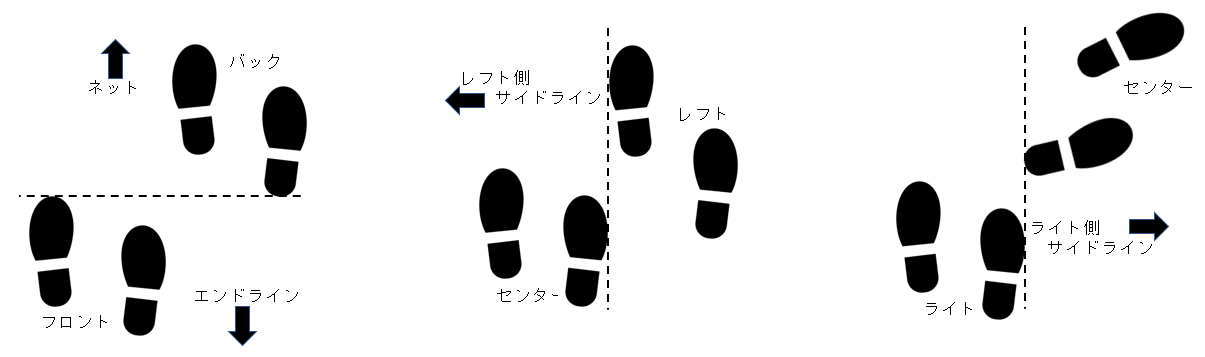 バック
ネット
エンドライン
フロント
レフト側
サイドライン
レフト
センター
センター
ライト側
サイドライン
ライト